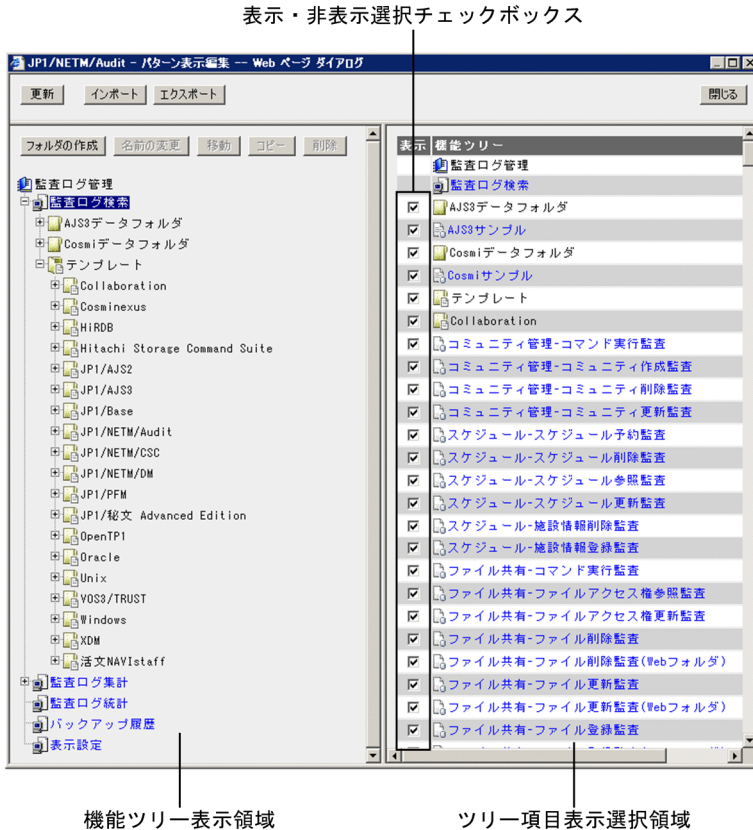 表示・非表示選択チェックボックス
JP1/NETM/Audit - パターン表示編集 -- Web ページ ダイアログ
更新 インポート エクスポート 閉じる
フォルダの作成 名前の変更 移動 コピー 削除
監査ログ管理
監査ログ検索
AJS3データフォルダ
Cosmiデータフォルダ
テンプレート
Collaboration
Cosminexus
HiRDB
Hitachi Storage Command Suite
JP1/AJS2
JP1/AJS3
JP1/Base
JP1/NETM/Audit
JP1/NETM/CSC
JP1/NETM/DM
JP1/PFM
JP1/秘文 Advanced Edition
OpenTP1
Oracle
Unix
VOS3/TRUST
Windows
XDM
活文NAVIstaff
監査ログ集計
監査ログ統計
バックアップ履歴
表示設定
表示 機能ツリー
監査ログ管理
監査ログ検索
AJS3データフォルダ
AJS3サンプル
Cosmiデータフォルダ
Cosmiサンプル
テンプレート
Collaboration
コミュニティ管理-コマンド実行監査
コミュニティ管理-コミュニティ作成監査
コミュニティ管理-コミュニティ削除監査
コミュニティ管理-コミュニティ更新監査
スケジュール-スケジュール予約監査
スケジュール-スケジュール削除監査
スケジュール-スケジュール参照監査
スケジュール-スケジュール更新監査
スケジュール-施設情報削除監査
スケジュール-施設情報登録監査
ファイル共有-コマンド実行監査
ファイル共有-ファイルアクセス権参照監査
ファイル共有-ファイルアクセス権更新監査
ファイル共有-ファイル削除監査
ファイル共有-ファイル削除監査(Webフォルダ)
ファイル共有-ファイル更新監査
ファイル共有-ファイル更新監査(Webフォルダ)
ファイル共有-ファイル登録監査
機能ツリー表示領域
ツリー項目表示選択領域